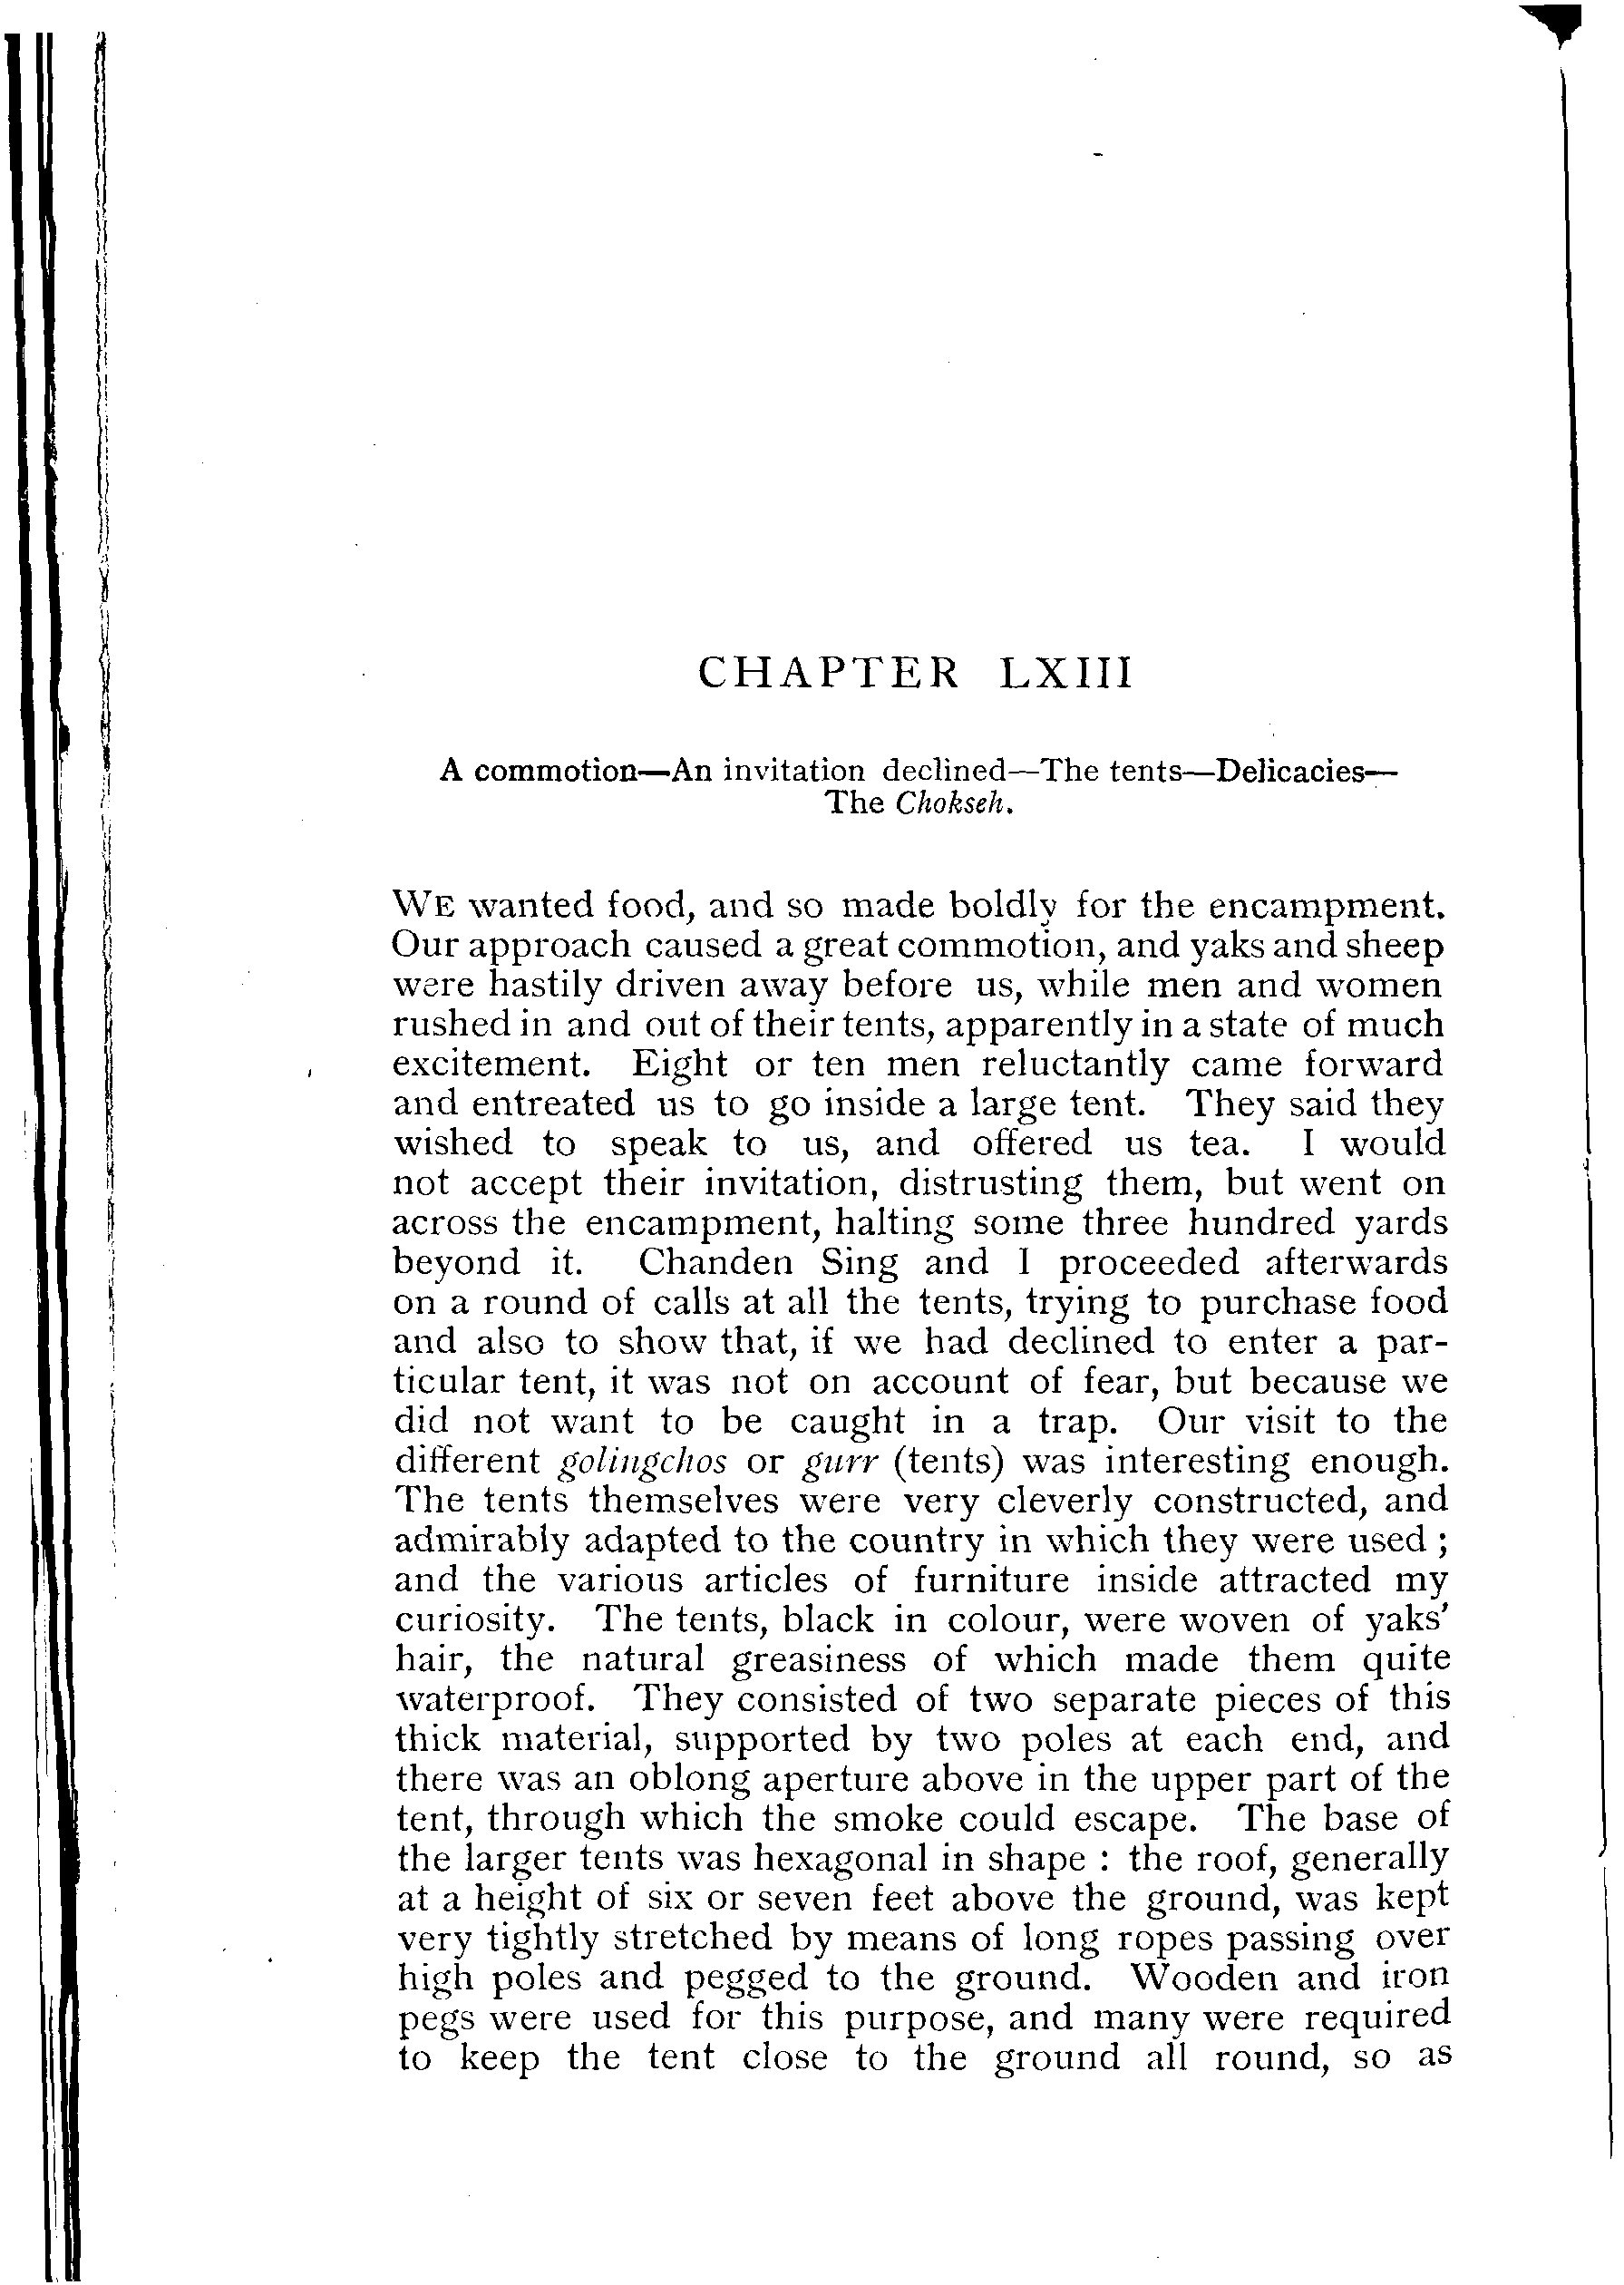 CHAPTER LXIII
A commotion—An invitation declined—The tents—Delicacies—
The Chokseh.
WE wanted food, and so made boldly for the encampment.
Our approach caused a great commotion, and yaks and sheep
were hastily driven away before us, while men and women
rushed in and out of their tents, apparently in a state of much
excitement. Eight or ten men reluctantly came forward
and entreated us to go inside a large tent. They said they
wished to speak to us, and offered us tea. I would
not accept their invitation, distrusting them, but went on
across the encampment, halting some three hundred yards
beyond it. Chanden Sing and I proceeded afterwards
on a round of calls at all the tents, trying to purchase food
and also to show that, if we had declined to enter a par-
ticular tent, it was not on account of fear, but because we
did not want to be caught in a trap. Our visit to the
different golingchos or gurr (tents) was interesting enough.
The tents themselves were very cleverly constructed, and
admirably adapted to the country in which they were used ;
and the various articles of furniture inside attracted my
curiosity. The tents, black in colour, were woven of yaks'
hair, the natural greasiness of which made them quite
waterproof. They consisted of two separate pieces of this
thick material, supported by two poles at each end, and
there was an oblong aperture above in the upper part of the
tent, through which the smoke could escape. The base of
the larger tents was hexagonal in shape : the roof, generally
at a height of six or seven feet above the ground, was kept
very tightly stretched by means of long ropes passing over
high poles and pegged to the ground. Wooden and iron
pegs were used for this purpose, and many were required
to keep the tent close to the ground all round, so as